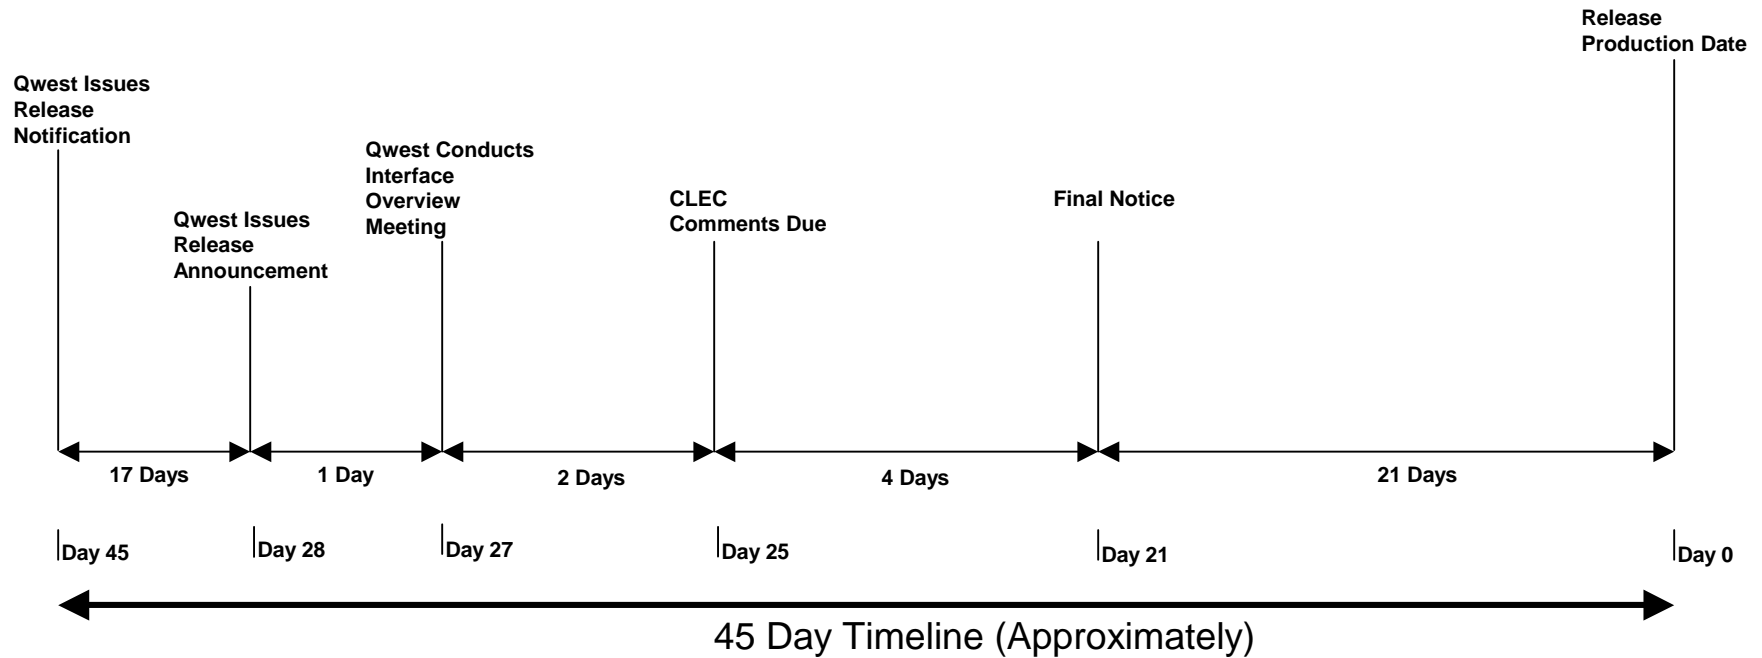 Release
Production Date
Qwest Issues
Release
Notification
Qwest Conducts
Interface
Overview
Meeting
CLEC
Comments Due
Final Notice
Qwest Issues
Release
Announcement
17 Days
1 Day
2 Days
4 Days
21 Days
Day 45
Day 28
Day 27
Day 25
Day 21
Day 0
45 Day Timeline (Approximately)